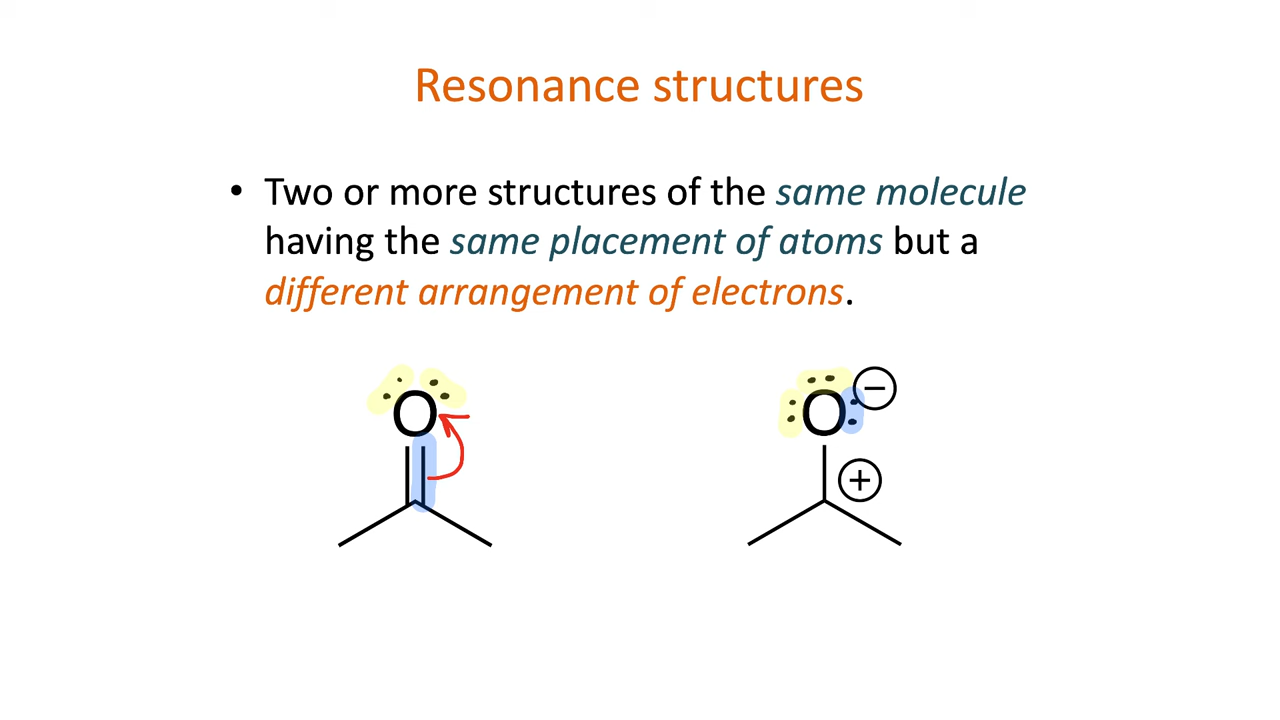 Resonance structures
• Two or more structures of the same molecule
having the same placement of atoms but a
different arrangement of electrons.
O
O −
+